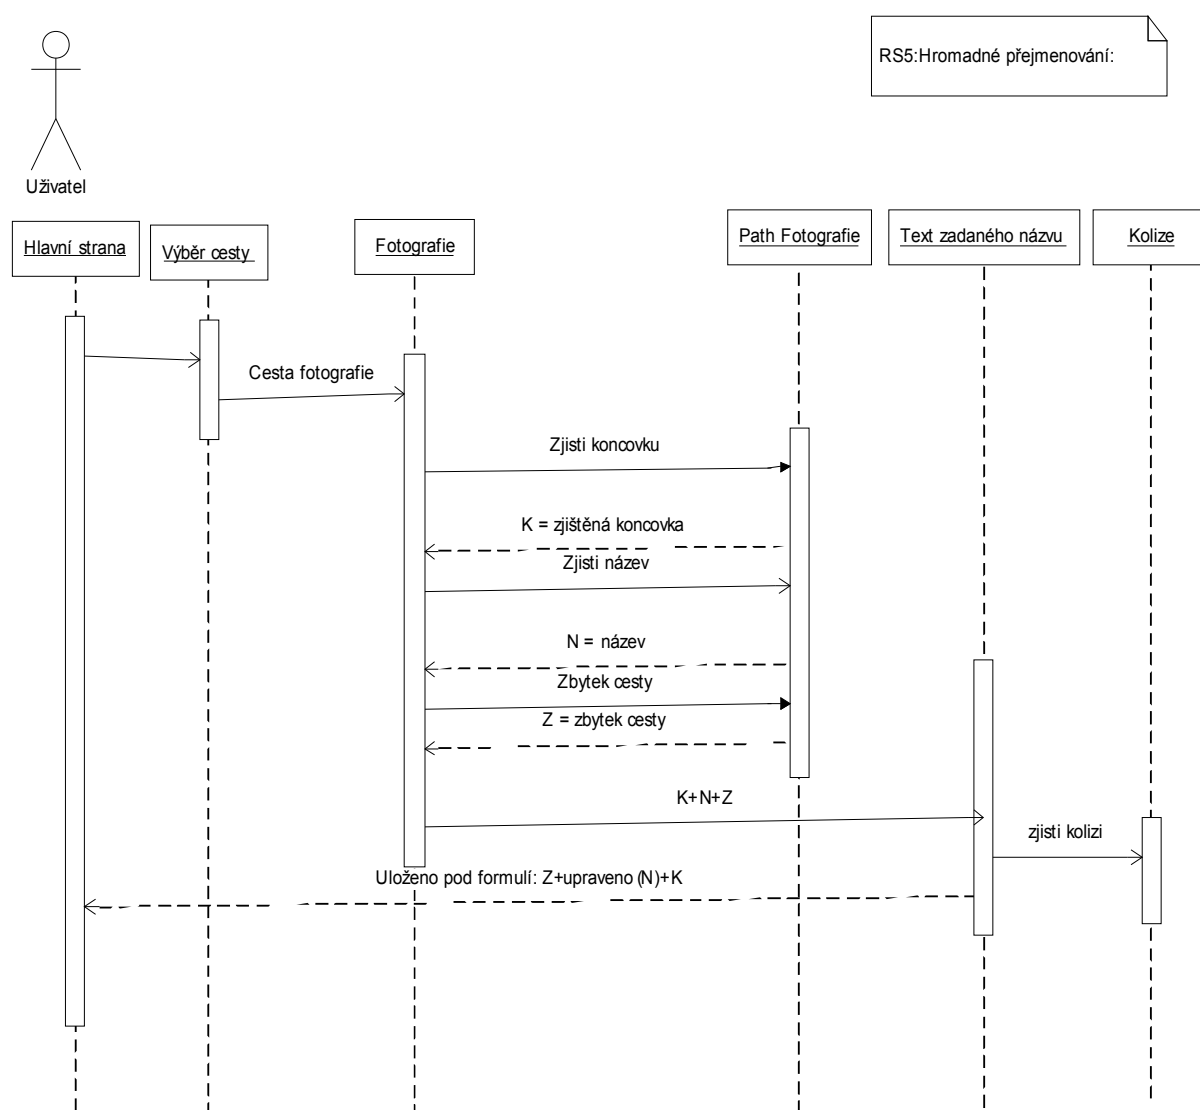 RS5:Hromadné přejmenování:
Uživatel
Hlavní strana
Výběr cesty
Fotografie
Path Fotografie
Text zadaného názvu
Kolize
Cesta fotografie
Zjisti koncovku
K = zjištěná koncovka
Zjisti název
N = název
Zbytek cesty
Z = zbytek cesty
K+N+Z
zjisti kolizi
Uloženo pod formulí: Z+upraveno(N)+K